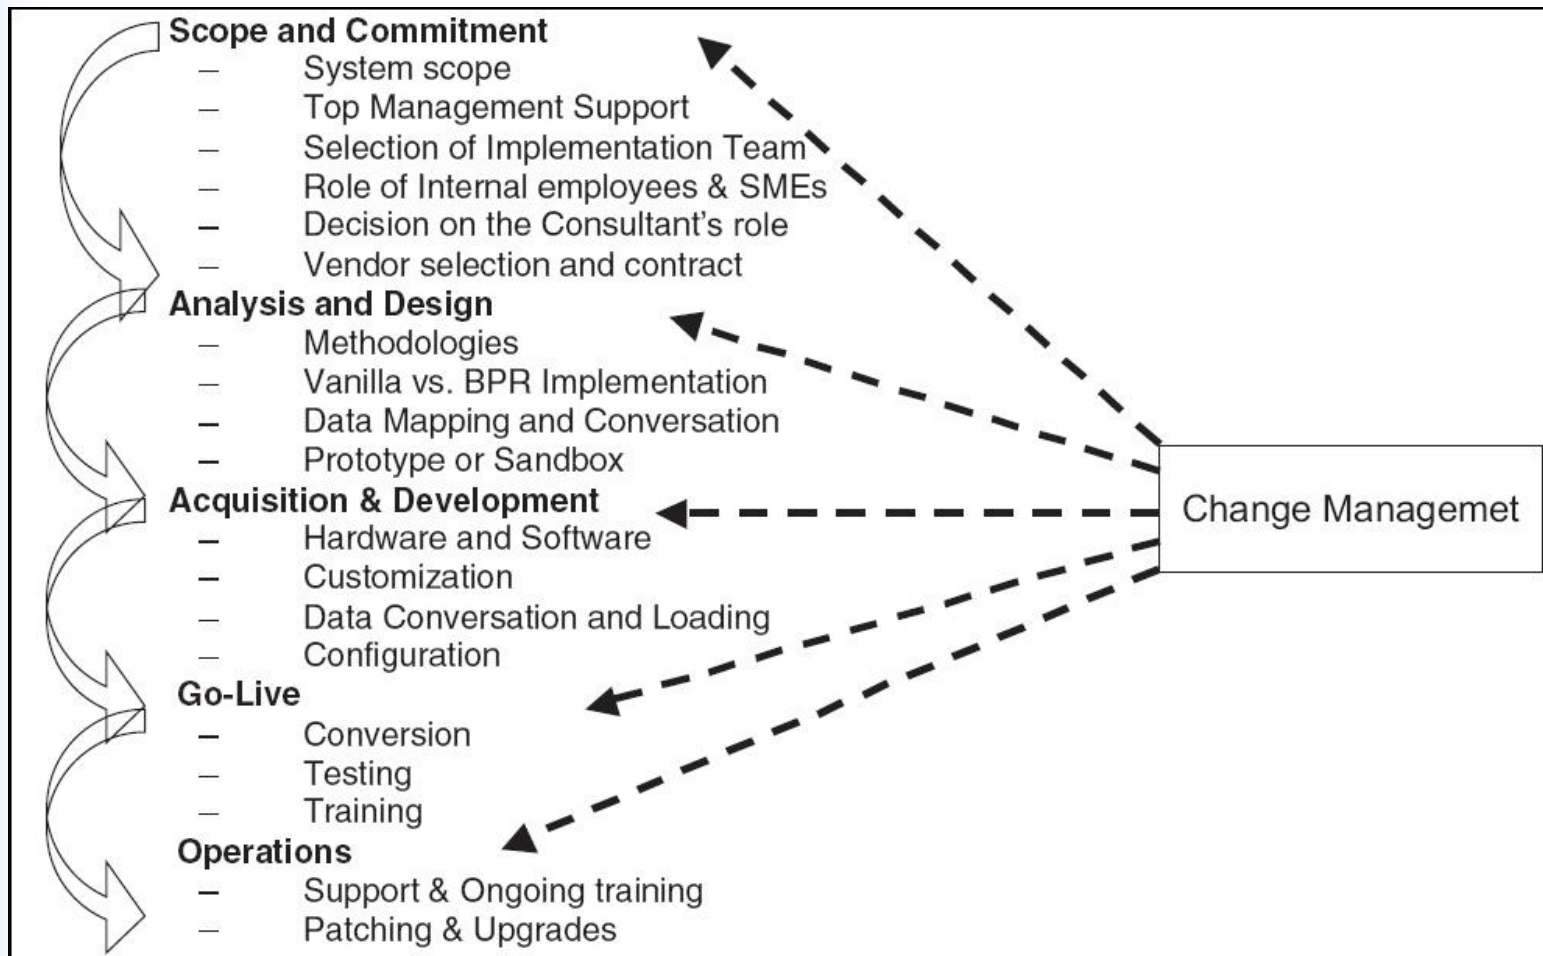 Scope and Commitment
– System scope
– Top Management Support
– Selection of Implementation Team
– Role of Internal employees & SMEs
– Decision on the Consultant's role
– Vendor selection and contract
Analysis and Design
– Methodologies
– Vanilla vs. BPR Implementation
– Data Mapping and Conversation
– Prototype or Sandbox
Acquisition & Development
– Hardware and Software
– Customization
– Data Conversation and Loading
– Configuration
Go-Live
– Conversion
– Testing
– Training
Operations
– Support & Ongoing training
– Patching & Upgrades
Change Managemet